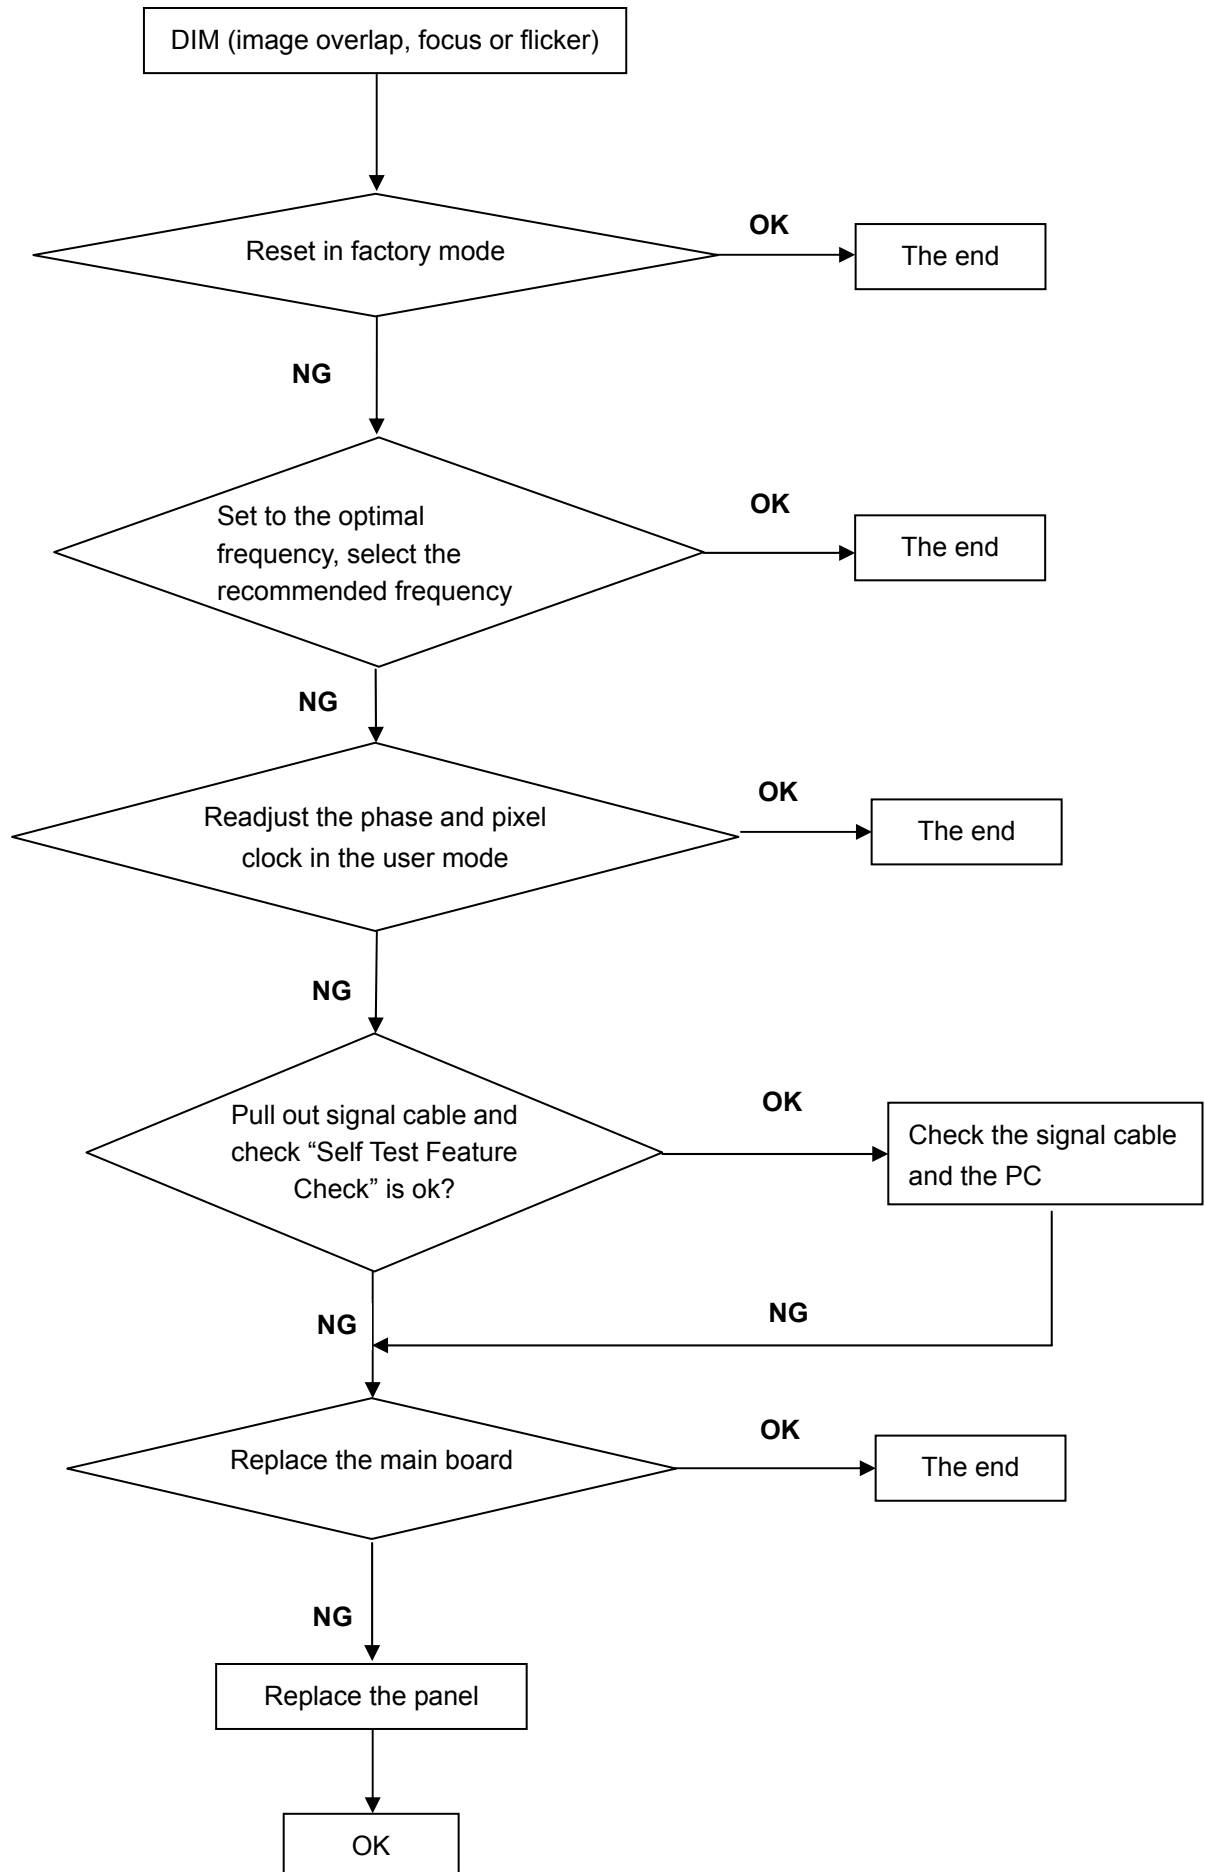 DIM (image overlap, focus or flicker)
Reset in factory mode
OK
The end
NG
Set to the optimal
frequency, select the
recommended frequency
OK
The end
NG
Readjust the phase and pixel
clock in the user mode
OK
The end
NG
Pull out signal cable and
check “Self Test Feature
Check” is ok?
OK
Check the signal cable
and the PC
NG
NG
Replace the main board
OK
The end
NG
Replace the panel
OK